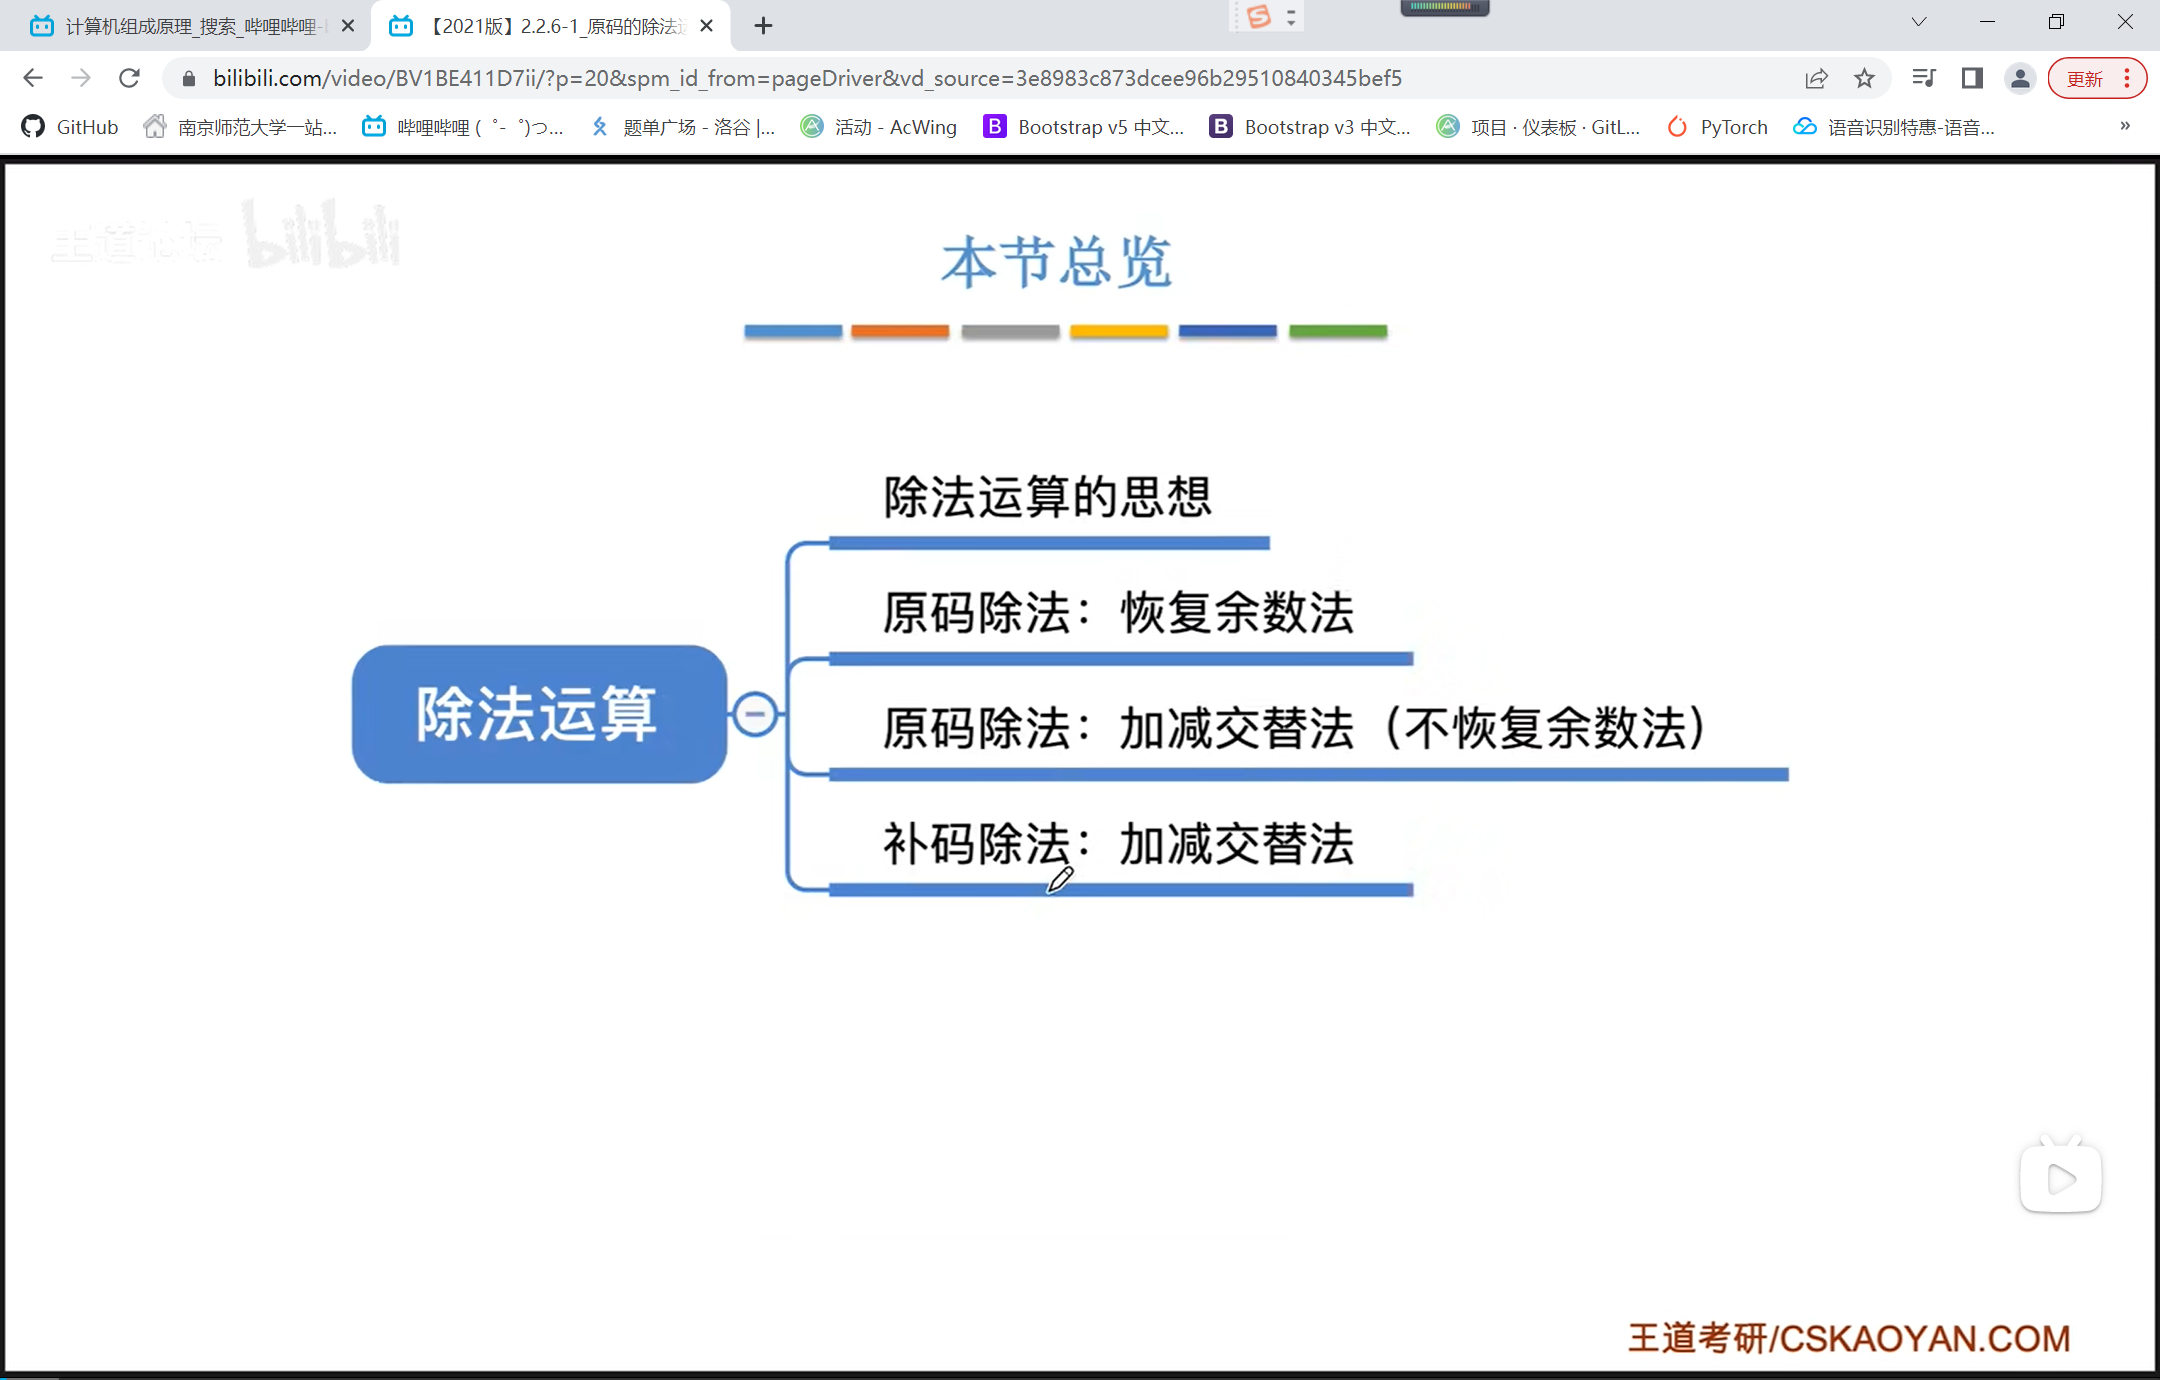 计算机组成原理_搜索_哔哩哔哩-
【2021版】2.2.6-1_原码的除法运
更新
bilibili.com/video/BV1BE411D7ii/?p=20&spm_id_from=pageDriver&vd_source=3e8983c873dcee96b29510840345bef5
GitHub
南京师范大学一站...
哔哩哔哩 (゜-゜)つ...
题单广场 - 洛谷 |...
活动 - AcWing
Bootstrap v5 中文...
Bootstrap v3 中文...
项目 · 仪表板 · GitL...
PyTorch
语音识别特惠-语音...
»
王道论坛 bilibili
本节总览
除法运算
除法运算的思想
原码除法：恢复余数法
原码除法：加减交替法（不恢复余数法）
补码除法：加减交替法
王道考研/CSKAOYAN.COM